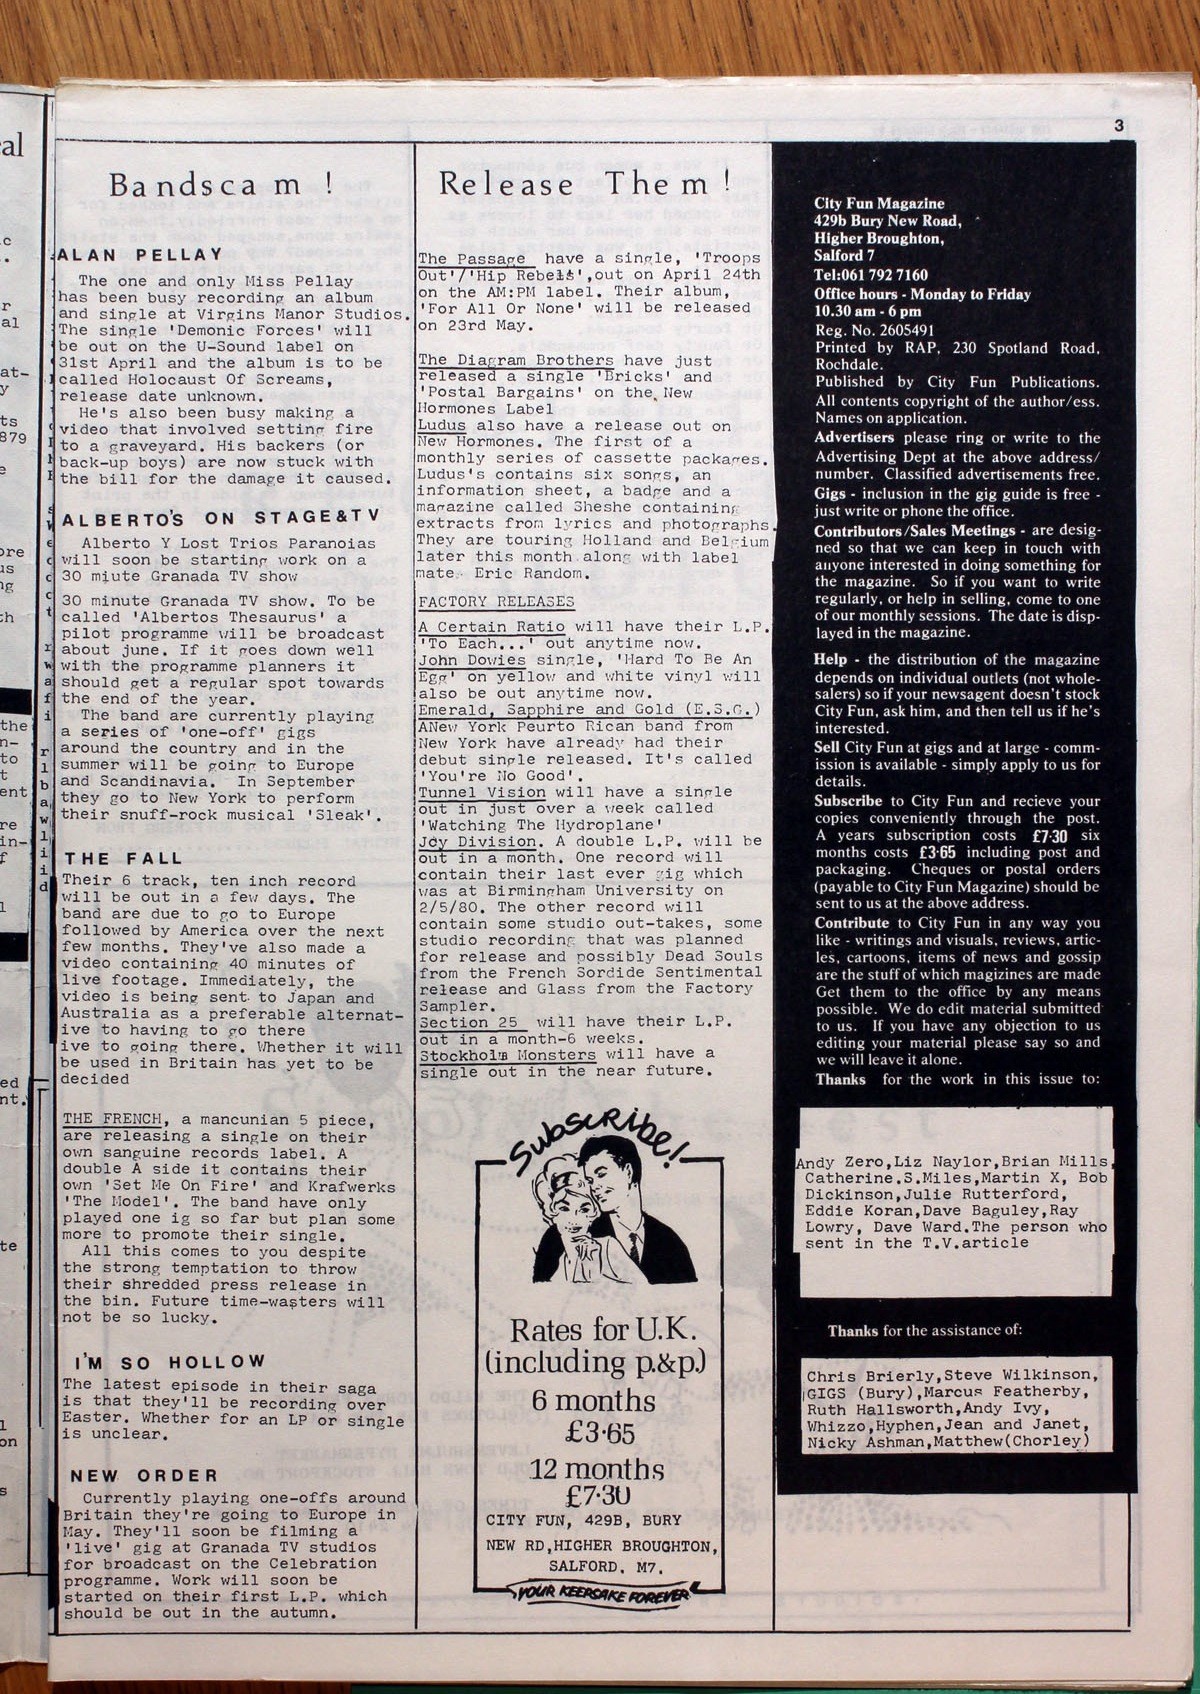 3
Bandscam !
ALAN PELLAY
The one and only Miss Pellay
has been busy recording an album
and single at Virgins Manor Studios.
The single 'Demonic Forces' will
be out on the U-Sound label on
31st April and the album is to be
called Holocaust Of Screams,
release date unknown.
He's also been busy making a
video that involved setting fire
to a graveyard. His backers (or
back-up boys) are now stuck with
the bill for the damage it caused.
ALBERTO'S ON STAGE&TV
Alberto Y Lost Trios Paranoias
will soon be starting work on a
30 miute Granada TV show
30 minute Granada TV show. To be
called 'Albertos Thesaurus' a
pilot programme will be broadcast
about june. If it goes down well
with the programme planners it
should get a regular spot towards
the end of the year.
The band are currently playing
a series of 'one-off' gigs
around the country and in the
summer will be going to Europe
and Scandinavia. In September
they go to New York to perform
their snuff-rock musical 'Sleak'.
THE FALL
Their 6 track, ten inch record
will be out in a few days. The
band are due to go to Europe
followed by America over the next
few months. They've also made a
video containing 40 minutes of
live footage. Immediately, the
video is being sent to Japan and
Australia as a preferable alternat-
ive to having to go there
ive to going there. Whether it will
be used in Britain has yet to be
decided
THE FRENCH, a mancunian 5 piece,
are releasing a single on their
own sanguine records label. A
double A side it contains their
own 'Set Me On Fire' and Krafwerks
'The Model'. The band have only
played one ig so far but plan some
more to promote their single.
All this comes to you despite
the strong temptation to throw
their shredded press release in
the bin. Future time-wasters will
not be so lucky.
I'M SO HOLLOW
The latest episode in their saga
is that they'll be recording over
Easter. Whether for an LP or single
is unclear.
NEW ORDER
Currently playing one-offs around
Britain they're going to Europe in
May. They'll soon be filming a
'live' gig at Granada TV studios
for broadcast on the Celebration
programme. Work will soon be
started on their first L.P. which
should be out in the autumn.
Release Them!
The Passage have a single, 'Troops
Out'/'Hip Rebels',out on April 24th
on the AM:PM label. Their album,
'For All Or None' will be released
on 23rd May.
The Diagram Brothers have just
released a single 'Bricks' and
'Postal Bargains' on the New
Hormones Label
Ludus also have a release out on
New Hormones. The first of a
monthly series of cassette packages.
Ludus's contains six songs, an
information sheet, a badge and a
magazine called Sheshe containing
extracts from lyrics and photographs.
They are touring Holland and Belgium
later this month along with label
mate Eric Random.
FACTORY RELEASES
A Certain Ratio will have their L.P.
'To Each...' out anytime now.
John Dowies single, 'Hard To Be An
Egg' on yellow and white vinyl will
also be out anytime now.
Emerald, Sapphire and Gold (E.S.G.)
ANew York Peurto Rican band from
New York have already had their
debut single released. It's called
'You're No Good'.
Tunnel Vision will have a single
out in just over a week called
'Watching The Hydroplane'
Joy Division. A double L.P. will be
out in a month. One record will
contain their last ever gig which
was at Birmingham University on
2/5/80. The other record will
contain some studio out-takes, some
studio recording that was planned
for release and possibly Dead Souls
from the French Sordide Sentimental
release and Glass from the Factory
Sampler.
Section 25 will have their L.P.
out in a month-6 weeks.
Stockholm Monsters will have a
single out in the near future.
Subscribe!
Rates for U.K.
(including p.&p.)
6 months
£3·65
12 months
£7·30
CITY FUN, 429B, BURY
NEW RD,HIGHER BROUGHTON,
SALFORD. M7.
YOUR KEEPSAKE FOREVER
City Fun Magazine
429b Bury New Road,
Higher Broughton,
Salford 7
Tel:061 792 7160
Office hours - Monday to Friday
10.30 am - 6 pm
Reg. No. 2605491
Printed by RAP, 230 Spotland Road,
Rochdale.
Published by City Fun Publications.
All contents copyright of the author/ess.
Names on application.
Advertisers please ring or write to the
Advertising Dept at the above address/
number. Classified advertisements free.
Gigs - inclusion in the gig guide is free -
just write or phone the office.
Contributors/Sales Meetings - are desig-
ned so that we can keep in touch with
anyone interested in doing something for
the magazine. So if you want to write
regularly, or help in selling, come to one
of our monthly sessions. The date is disp-
layed in the magazine.
Help - the distribution of the magazine
depends on individual outlets (not whole-
salers) so if your newsagent doesn't stock
City Fun, ask him, and then tell us if he's
interested.
Sell City Fun at gigs and at large - comm-
ission is available - simply apply to us for
details.
Subscribe to City Fun and recieve your
copies conveniently through the post.
A years subscription costs £7·30 six
months costs £3·65 including post and
packaging. Cheques or postal orders
(payable to City Fun Magazine) should be
sent to us at the above address.
Contribute to City Fun in any way you
like - writings and visuals, reviews, artic-
les, cartoons, items of news and gossip
are the stuff of which magizines are made
Get them to the office by any means
possible. We do edit material submitted
to us. If you have any objection to us
editing your material please say so and
we will leave it alone.
Thanks for the work in this issue to:
Andy Zero,Liz Naylor,Brian Mills,
Catherine.S.Miles,Martin X, Bob
Dickinson,Julie Rutterford,
Eddie Koran,Dave Baguley,Ray
Lowry, Dave Ward.The person who
sent in the T.V.article
Thanks for the assistance of:
Chris Brierly,Steve Wilkinson,
GIGS (Bury),Marcus Featherby,
Ruth Hallsworth,Andy Ivy,
Whizzo,Hyphen,Jean and Janet,
Nicky Ashman,Matthew(Chorley)